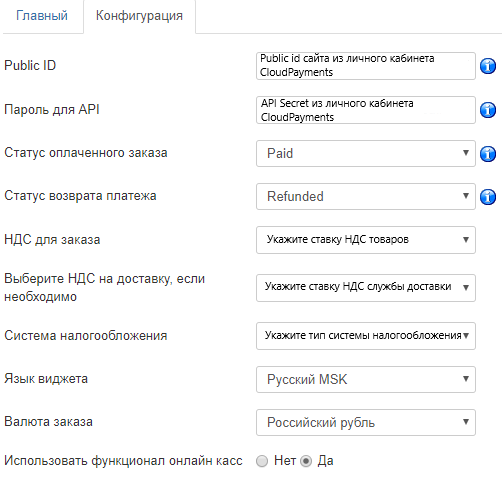 Главный Конфигурация
Public ID
Public id сайта из личного кабинета
CloudPayments
Пароль для API
API Secret из личного кабинета
CloudPayments
Статус оплаченного заказа
Paid
Статус возврата платежа
Refunded
НДС для заказа
Укажите ставку НДС товаров
Выберите НДС на доставку, если
необходимо
Укажите ставку НДС службы доставки
Система налогообложения
Укажите тип системы налогообложения
Язык виджета
Русский MSK
Валюта заказа
Российский рубль
Использовать функционал онлайн касс
Нет Да